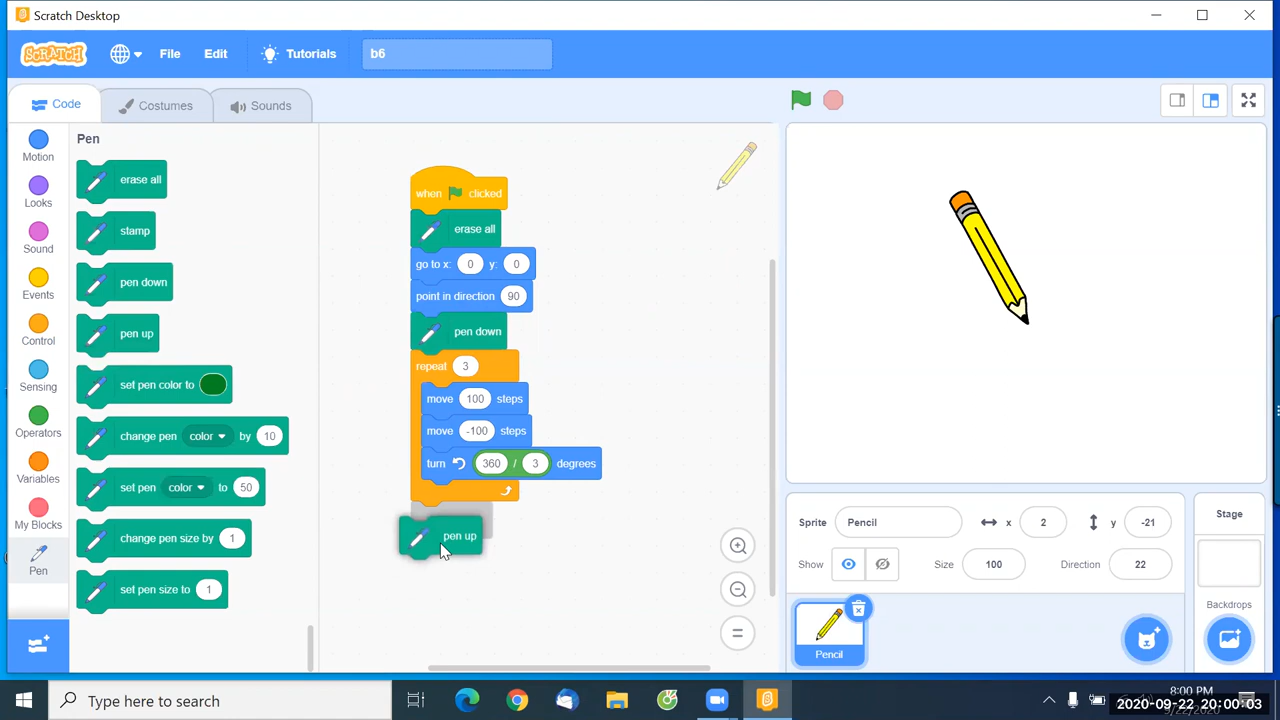 Scratch Desktop
SCRATCH File Edit Tutorials b6
Code Costumes Sounds
Motion
Looks
Sound
Events
Control
Sensing
Operators
Variables
My Blocks
Pen
Pen
erase all
stamp
pen down
pen up
set pen color to
change pen color by 10
set pen color to 50
change pen size by 1
set pen size to 1
when clicked
erase all
go to x: 0 y: 0
point in direction 90
pen down
repeat 3
move 100 steps
move -100 steps
turn 360 / 3 degrees
pen up
Sprite Pencil x 2 y -21
Show Size 100 Direction 22
Pencil
Stage
Backdrops
Type here to search
8:00 PM
2020-09-22 20:00:03